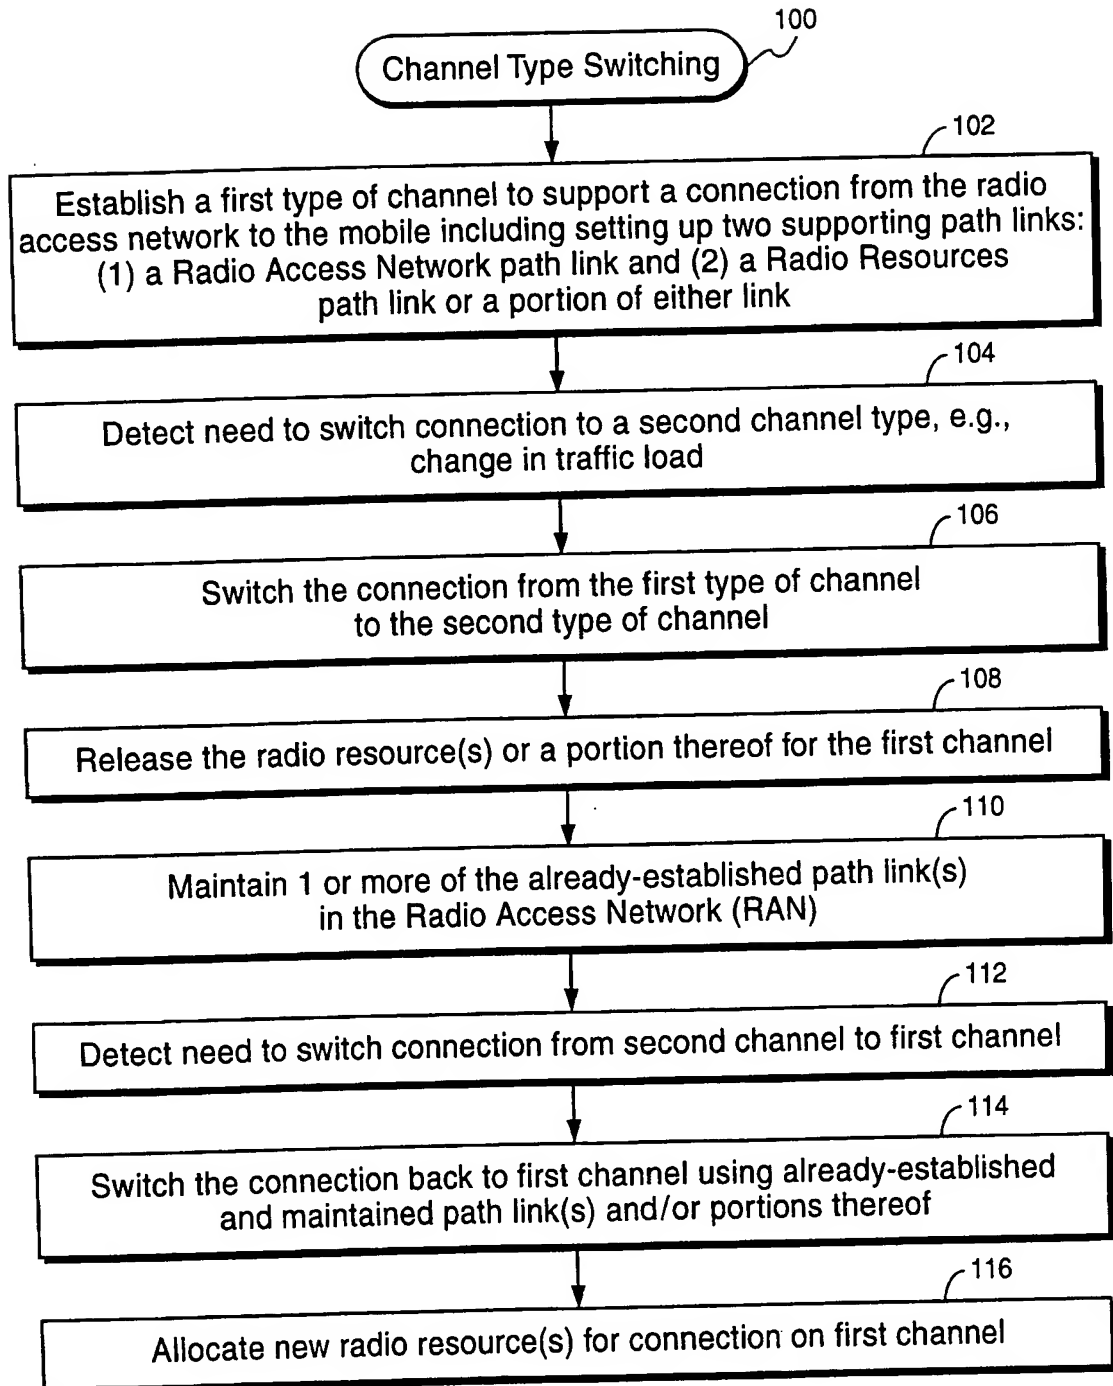 100
Channel Type Switching
102
Establish a first type of channel to support a connection from the radio
access network to the mobile including setting up two supporting path links:
(1) a Radio Access Network path link and (2) a Radio Resources
path link or a portion of either link
104
Detect need to switch connection to a second channel type, e.g.,
change in traffic load
106
Switch the connection from the first type of channel
to the second type of channel
108
Release the radio resource(s) or a portion thereof for the first channel
110
Maintain 1 or more of the already-established path link(s)
in the Radio Access Network (RAN)
112
Detect need to switch connection from second channel to first channel
114
Switch the connection back to first channel using already-established
and maintained path link(s) and/or portions thereof
116
Allocate new radio resource(s) for connection on first channel